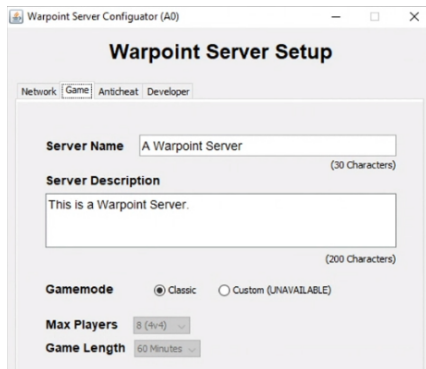 Warpoint Server Configuator (A0)
Warpoint Server Setup
Network Game Anticheat Developer
Server Name A Warpoint Server
(30 Characters)
Server Description
This is a Warpoint Server.
(200 Characters)
Gamemode Classic Custom (UNAVAILABLE)
Max Players 8 (4v4)
Game Length 60 Minutes